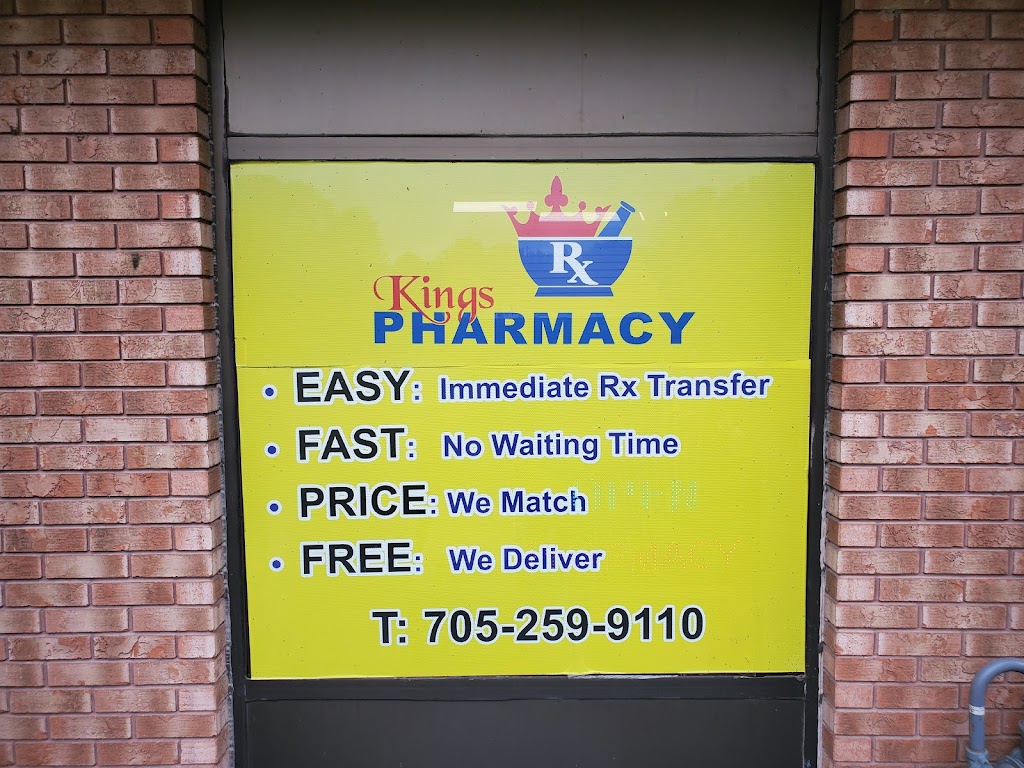 Rx
Kings
PHARMACY
• EASY: Immediate Rx Transfer
• FAST: No Waiting Time
• PRICE: We Match
• FREE: We Deliver
T: 705-259-9110